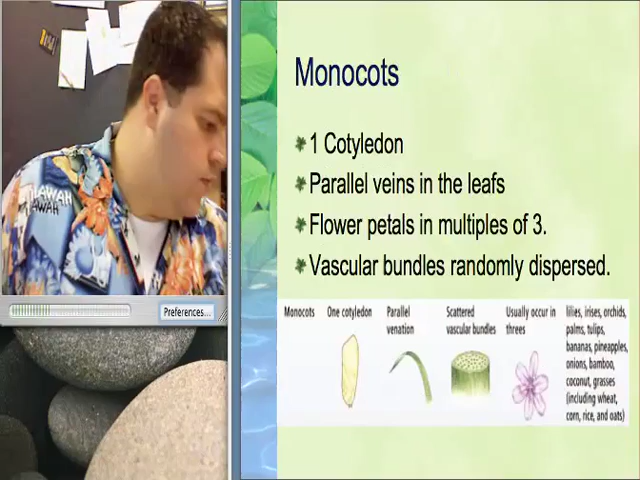 Monocots
1 Cotyledon
Parallel veins in the leafs
Flower petals in multiples of 3.
Vascular bundles randomly dispersed.
Monocots
One cotyledon
Parallel
venation
Scattered
vascular bundles
Usually occur in
threes
lilies, irises, orchids,
palms, tulips,
bananas, pineapples,
onions, bamboo,
coconut, grasses
(including wheat,
corn, rice, and oats)
Preferences...